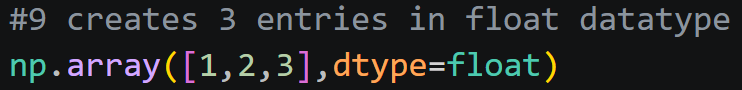 #9 creates 3 entries in float datatype
np.array([1,2,3],dtype=float)